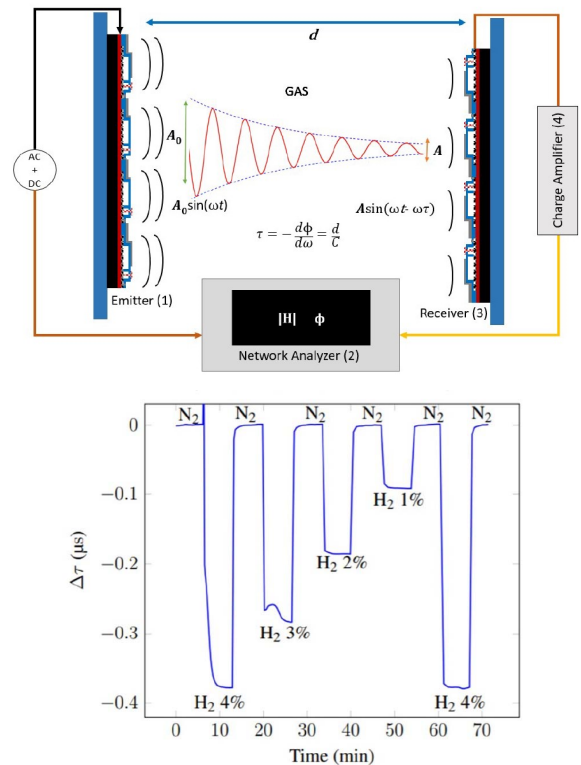 d
GAS
A₀
A
AC
+
DC
Charge Amplifier (4)
A₀sin(ωt)
Asin(ωt- ωτ)
τ = − dϕ/dω = d/C
Emitter (1)
Receiver (3)
|H| ϕ
Network Analyzer (2)
N₂ N₂ N₂ N₂ N₂ N₂
0
−0.1
H₂ 1%
−0.2
H₂ 2%
Δτ (μs)
−0.3
H₂ 3%
−0.4
H₂ 4% H₂ 4%
0 10 20 30 40 50 60 70
Time (min)